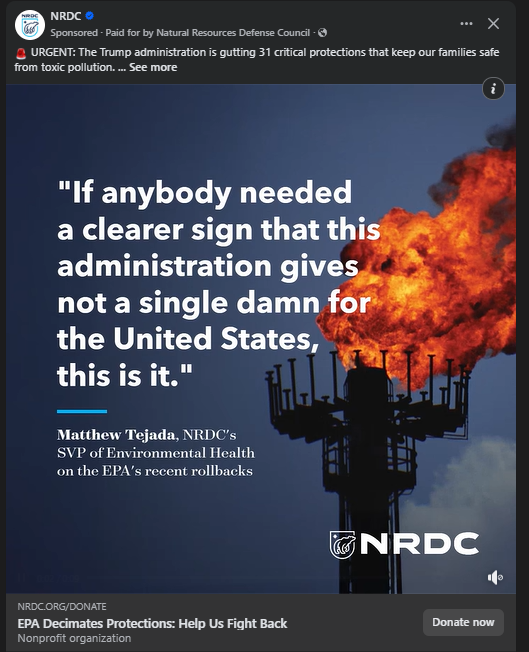 NRDC
Sponsored · Paid for by Natural Resources Defense Council ·
URGENT: The Trump administration is gutting 31 critical protections that keep our families safe
from toxic pollution. ... See more
"If anybody needed
a clearer sign that this
administration gives
not a single damn for
the United States,
this is it."
Matthew Tejada, NRDC's
SVP of Environmental Health
on the EPA's recent rollbacks
NRDC
NRDC.ORG/DONATE
EPA Decimates Protections: Help Us Fight Back
Nonprofit organization
Donate now